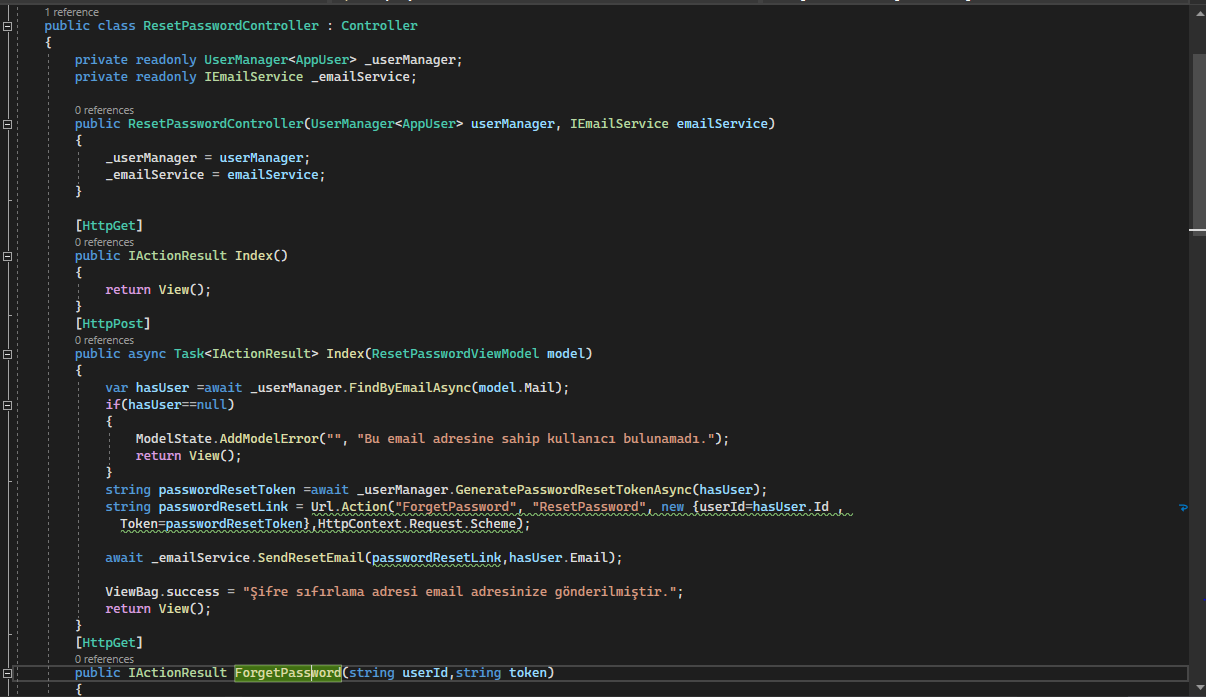 1 reference
public class ResetPasswordController : Controller
{
private readonly UserManager<AppUser> _userManager;
private readonly IEmailService _emailService;
0 references
public ResetPasswordController(UserManager<AppUser> userManager, IEmailService emailService)
{
_userManager = userManager;
_emailService = emailService;
}
[HttpGet]
0 references
public IActionResult Index()
{
return View();
}
[HttpPost]
0 references
public async Task<IActionResult> Index(ResetPasswordViewModel model)
{
var hasUser =await _userManager.FindByEmailAsync(model.Mail);
if(hasUser==null)
{
ModelState.AddModelError("", "Bu email adresine sahip kullanıcı bulunamadı.");
return View();
}
string passwordResetToken =await _userManager.GeneratePasswordResetTokenAsync(hasUser);
string passwordResetLink = Url.Action("ForgetPassword", "ResetPassword", new {userId=hasUser.Id ,
Token=passwordResetToken},HttpContext.Request.Scheme);
await _emailService.SendResetEmail(passwordResetLink,hasUser.Email);
ViewBag.success = "Şifre sıfırlama adresi email adresinize gönderilmiştir.";
return View();
}
[HttpGet]
0 references
public IActionResult ForgetPassword(string userId,string token)
{